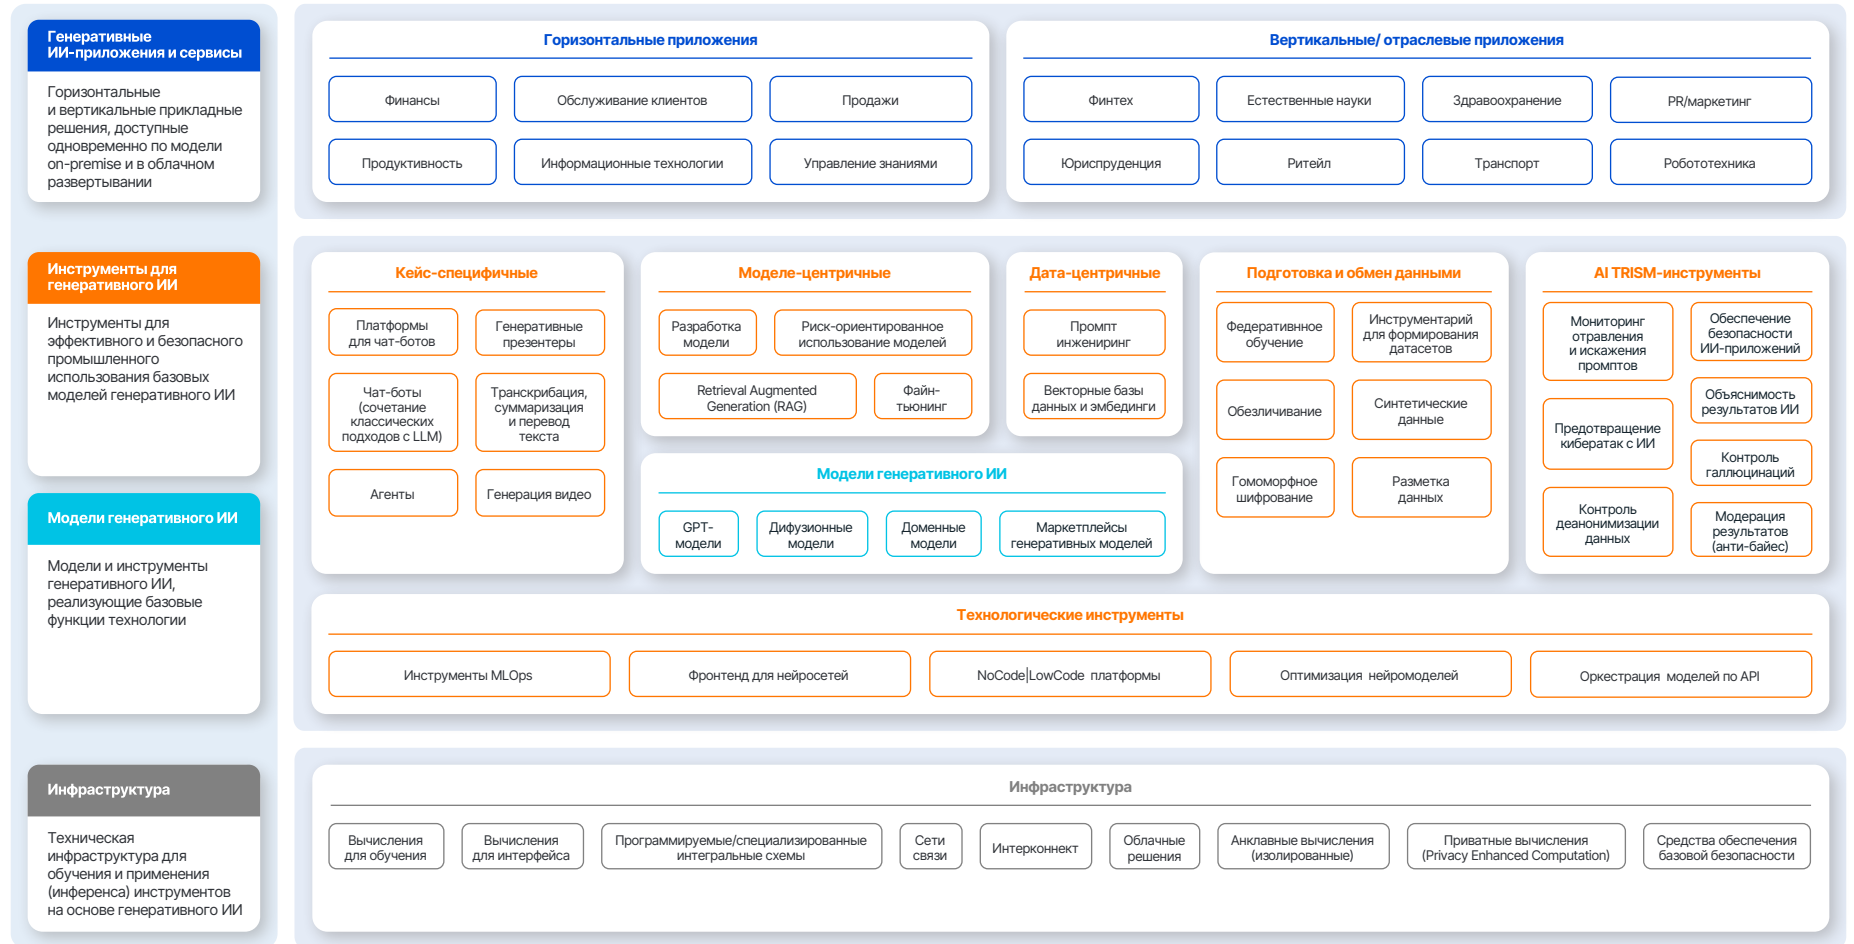 Генеративные
ИИ-приложения и сервисы
Горизонтальные
и вертикальные прикладные
решения, доступные
одновременно по модели
on-premise и в облачном
развертывании
Горизонтальные приложения
Финансы
Обслуживание клиентов
Продажи
Продуктивность
Информационные технологии
Управление знаниями
Вертикальные/ отраслевые приложения
Финтех
Естественные науки
Здравоохранение
PR/маркетинг
Юриспруденция
Ритейл
Транспорт
Робототехника
Инструменты для
генеративного ИИ
Инструменты для
эффективного и безопасного
промышленного
использования базовых
моделей генеративного ИИ
Модели генеративного ИИ
Модели и инструменты
генеративного ИИ,
реализующие базовые
функции технологии
Кейс-специфичные
Платформы
для чат-ботов
Генеративные
презентеры
Чат-боты
(сочетание
классических
подходов с LLM)
Транскрибация,
суммаризация
и перевод
текста
Агенты
Генерация видео
Моделе-центричные
Разработка
модели
Риск-ориентированное
использование моделей
Retrieval Augmented
Generation (RAG)
Файн-
тьюнинг
Дата-центричные
Промпт
инжениринг
Векторные базы
данных и эмбединги
Модели генеративного ИИ
GPT-
модели
Дифузионные
модели
Доменные
модели
Маркетплейсы
генеративных моделей
Подготовка и обмен данными
Федеративнное
обучение
Инструментарий
для формирования
датасетов
Обезличивание
Синтетические
данные
Гомоморфное
шифрование
Разметка
данных
AI TRISM-инструменты
Мониторинг
отравления
и искажения
промптов
Обеспечение
безопасности
ИИ-приложений
Объяснимость
результатов ИИ
Предотвращение
кибератак с ИИ
Контроль
галлюцинаций
Контроль
деанонимизации
данных
Модерация
результатов
(анти-байес)
Технологические инструменты
Инструменты MLOps
Фронтенд для нейросетей
NoCode|LowCode платформы
Оптимизация нейромоделей
Оркестрация моделей по API
Инфраструктура
Техническая
инфраструктура для
обучения и применения
(инференса) инструментов
на основе генеративного ИИ
Инфраструктура
Вычисления
для обучения
Вычисления
для интерфейса
Программируемые/специализированные
интегральные схемы
Сети
связи
Интерконнект
Облачные
решения
Анклавные вычисления
(изолированные)
Приватные вычисления
(Privacy Enhanced Computation)
Средства обеспечения
базовой безопасности